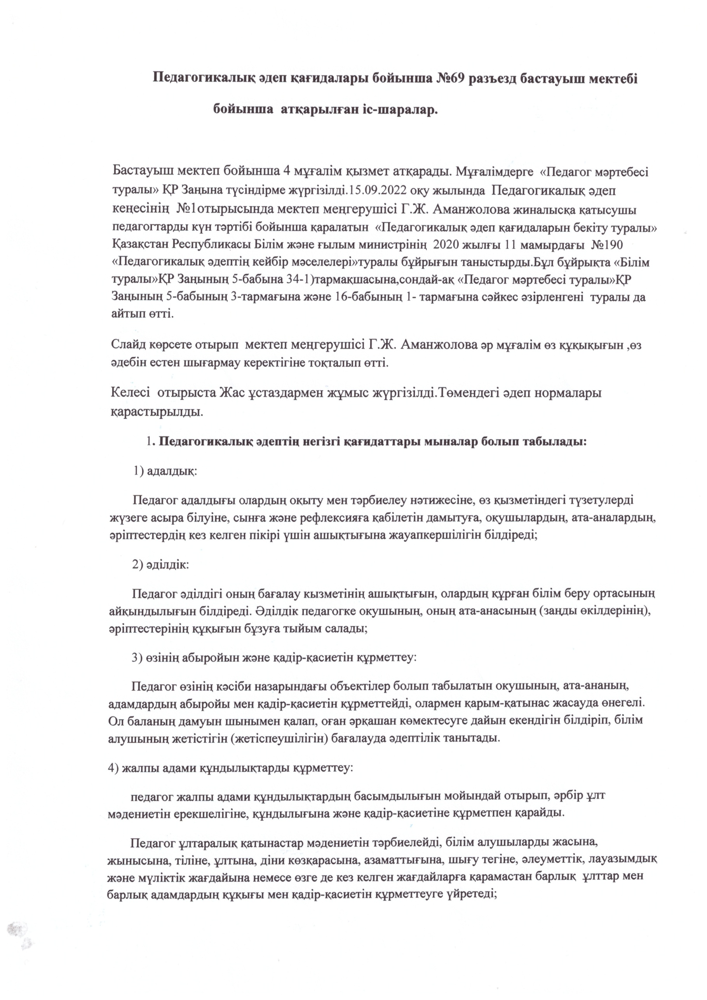 Педагогикалық әдеп қағидалары бойынша №69 разъезд бастауыш мектебі
бойынша атқарылған іс-шаралар.
Бастауыш мектеп бойынша 4 мұғалім қызмет атқарады. Мұғалімдерге «Педагог мәртебесі
туралы» ҚР Заңына түсіндірме жүргізілді.15.09.2022 оқу жылында Педагогикалық әдеп
кеңесінің №1отырысында мектеп меңгерушісі Г.Ж. Аманжолова жиналысқа қатысушы
педагогтарды күн тәртібі бойынша қаралатын «Педагогикалық әдеп қағидаларын бекіту туралы»
Қазақстан Республикасы Білім және ғылым министрінің 2020 жылғы 11 мамырдағы №190
«Педагогикалық әдептің кейбір мәселелері»туралы бұйрығын таныстырды.Бұл бұйрықта «Білім
туралы»ҚР Заңының 5-бабына 34-1)тармақшасына,сондай-ақ «Педагог мәртебесі туралы»ҚР
Заңының 5-бабының 3-тармағына және 16-бабының 1- тармағына сәйкес әзірленгені туралы да
айтып өтті.
Слайд көрсете отырып мектеп меңгерушісі Г.Ж. Аманжолова әр мұғалім өз құқықығын ,өз
әдебін естен шығармау керектігіне тоқталып өтті.
Келесі отырыста Жас ұстаздармен жұмыс жүргізілді.Төмендегі әдеп нормалары
қарастырылды.
1. Педагогикалық әдептің негізгі қағидаттары мыналар болып табылады:
1) адалдық:
Педагог адалдығы олардың оқыту мен тәрбиелеу нәтижесіне, өз қызметіндегі түзетулерді
жүзеге асыра білуіне, сынға және рефлексияға қабілетін дамытуға, оқушылардың, ата-аналардың,
әріптестердің кез келген пікірі үшін ашықтығына жауапкершілігін білдіреді;
2) әділдік:
Педагог әділдігі оның бағалау кызметінің ашықтығын, олардың құрған білім беру ортасының
айқындылығын білдіреді. Әділдік педагогке окушының, оның ата-анасының (заңды өкілдерінің),
әріптестерінің құқығын бұзуға тыйым салады;
3) өзінің абыройын және қадір-қасиетін құрметтеу:
Педагог өзінің кәсіби назарындағы объектілер болып табылатын окушының, ата-ананың,
адамдардың абыройы мен қадір-қасиетін құрметтейді, олармен қарым-қатынас жасауда өнегелі.
Ол баланың дамуын шынымен қалап, оған әрқашан көмектесуге дайын екендігін білдіріп, білім
алушының жетістігін (жетіспеушілігін) бағалауда әдептілік танытады.
4) жалпы адами құндылықтарды құрметтеу:
педагог жалпы адами құндылықтардың басымдылығын мойындай отырып, әрбір ұлт
мәдениетін ерекшелігіне, құндылығына және қадір-қасиетіне құрметпен қарайды.
Педагог ұлтаралық қатынастар мәдениетін тәрбиелейді, білім алушыларды жасына,
жынысына, тіліне, ұлтына, діни көзқарасына, азаматтығына, шығу тегіне, әлеуметтік, лауазымдық
және мүліктік жағдайына немесе өзге де кез келген жағдайларға қарамастан барлық ұлттар мен
барлық адамдардың құқығы мен қадір-қасиетін құрметтеуге үйретеді;